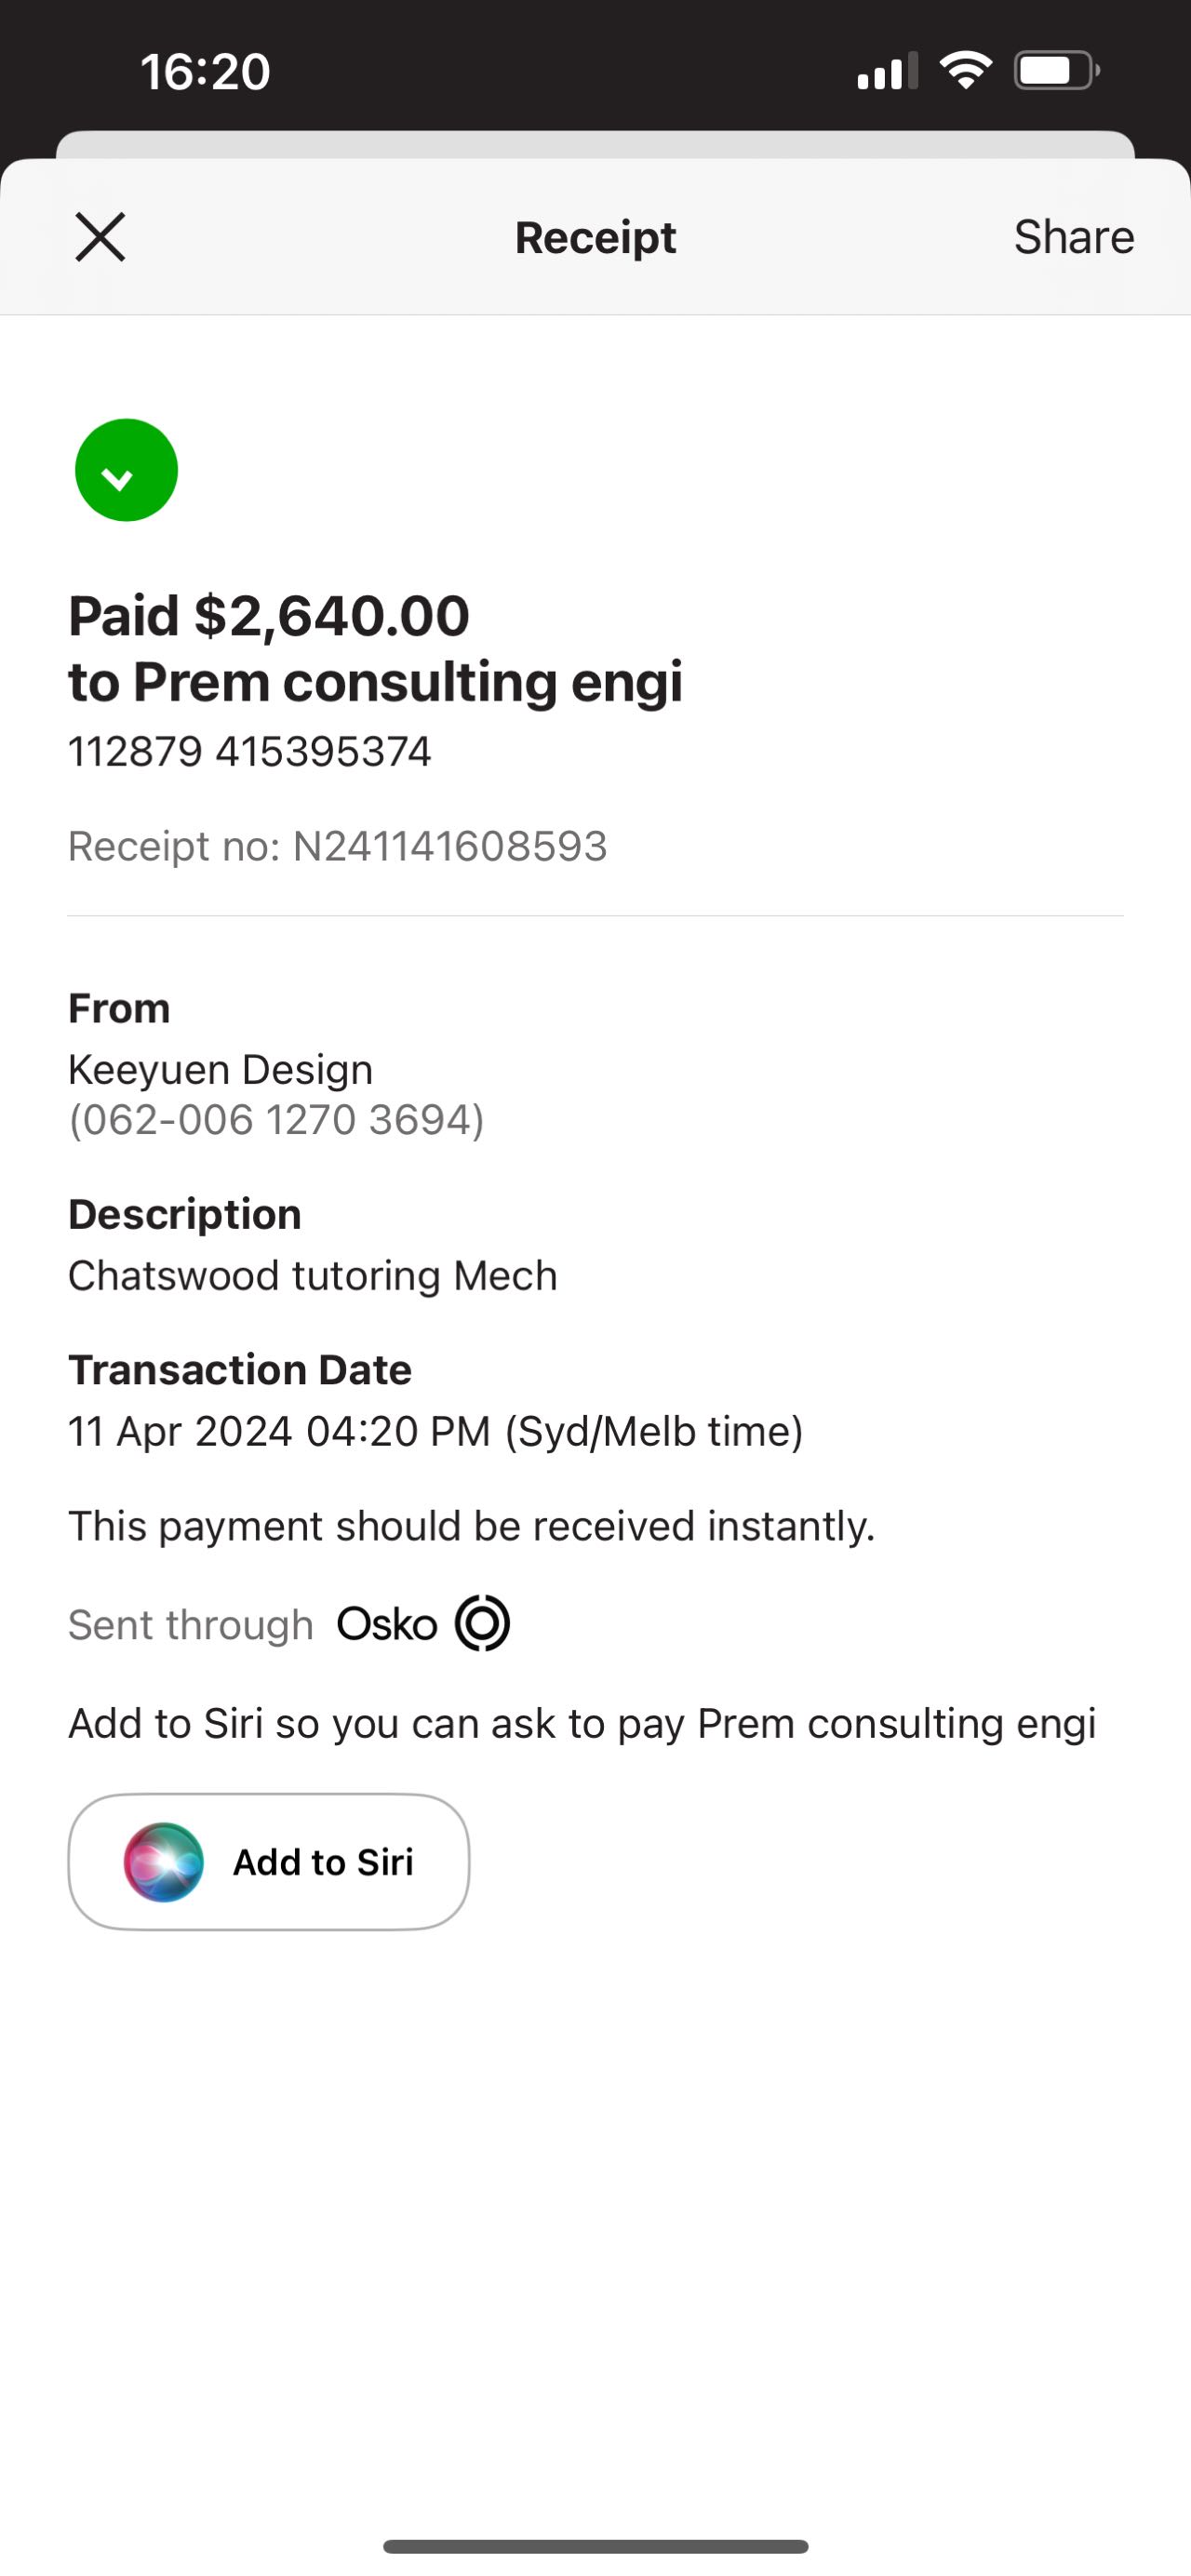 16:20
Receipt
Share
Paid $2,640.00
to Prem consulting engi
112879 415395374
Receipt no: N241141608593
From
Keeyuen Design
(062-006 1270 3694)
Description
Chatswood tutoring Mech
Transaction Date
11 Apr 2024 04:20 PM (Syd/Melb time)
This payment should be received instantly.
Sent through Osko
Add to Siri so you can ask to pay Prem consulting engi
Add to Siri